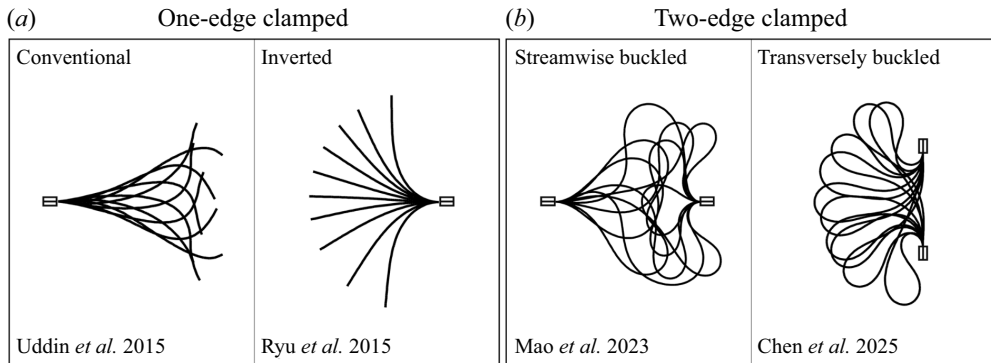 (a) One-edge clamped
(b) Two-edge clamped
Conventional
Inverted
Streamwise buckled
Transversely buckled
Uddin et al. 2015
Ryu et al. 2015
Mao et al. 2023
Chen et al. 2025